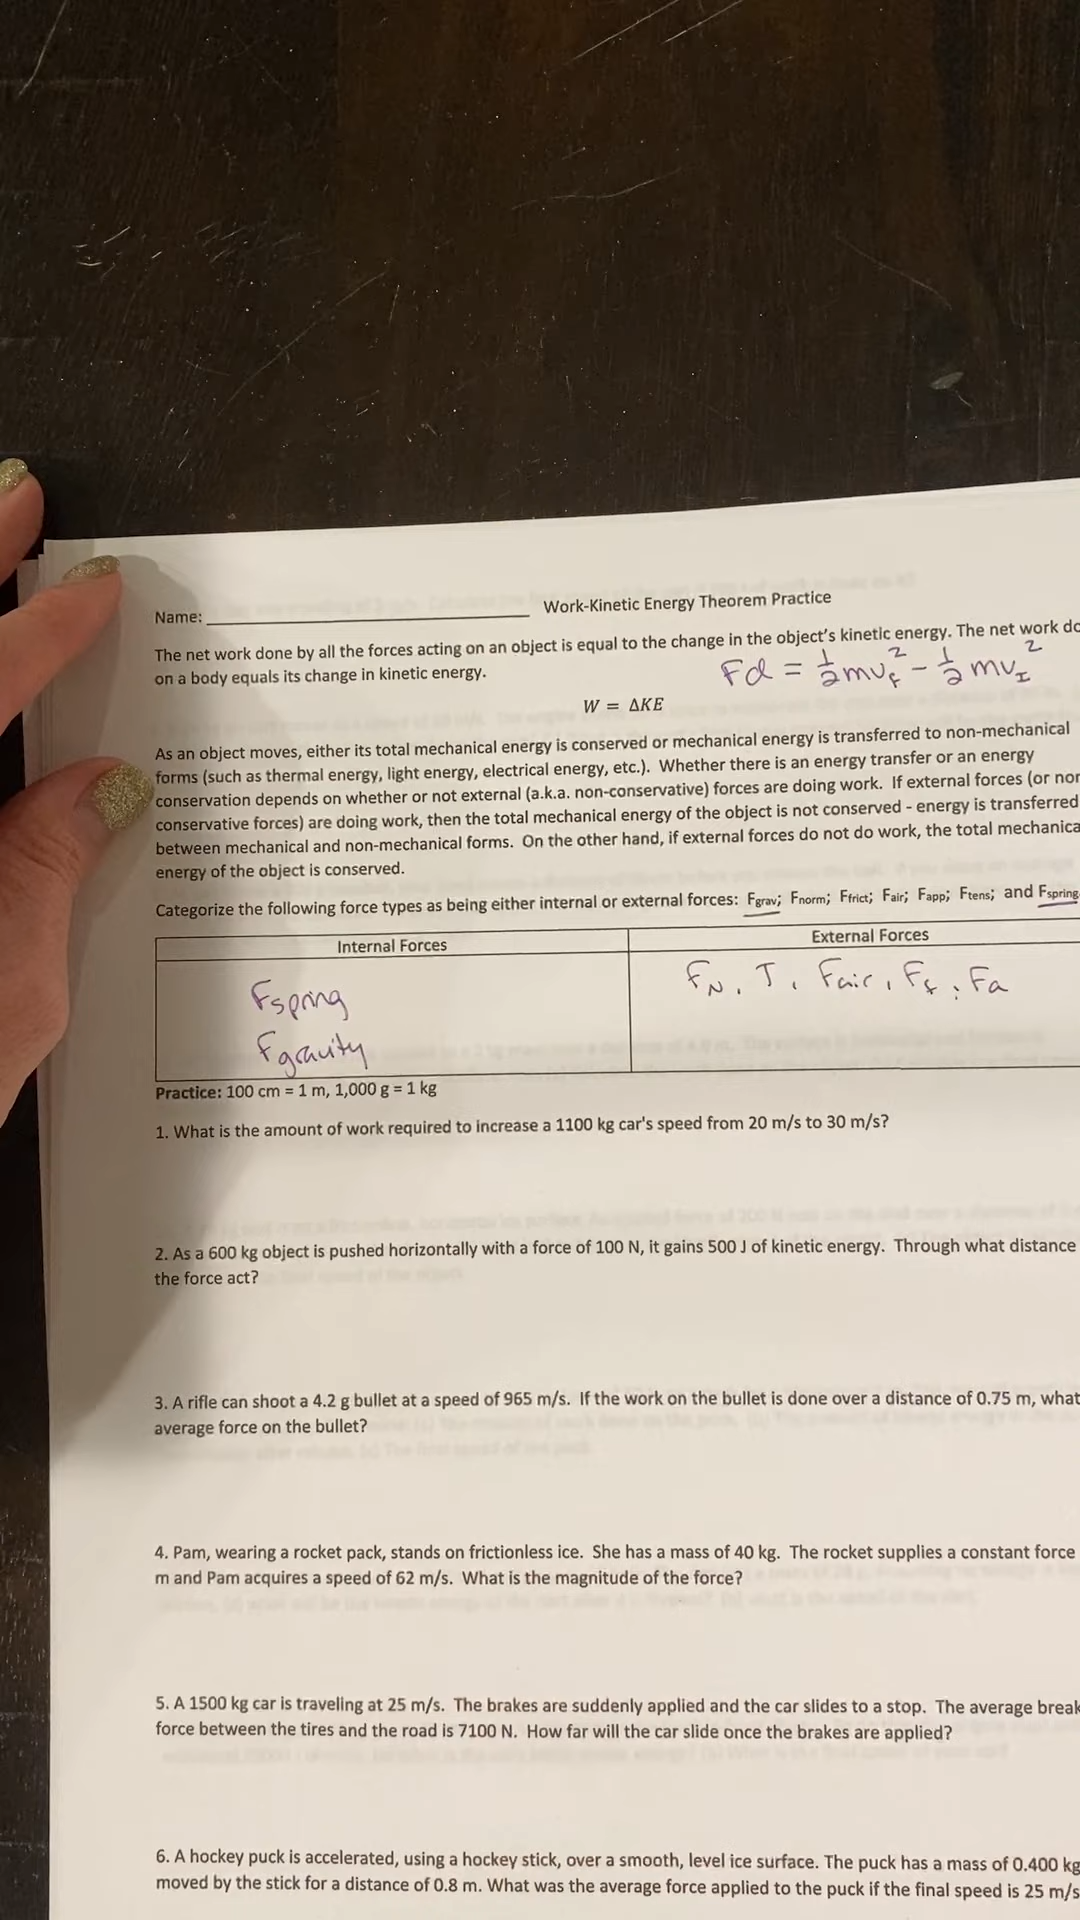 Name: ____________ Work-Kinetic Energy Theorem Practice
The net work done by all the forces acting on an object is equal to the change in the object's kinetic energy. The net work do
on a body equals its change in kinetic energy.
Fd = ½mv_f² - ½mv_I²
W = ΔKE
As an object moves, either its total mechanical energy is conserved or mechanical energy is transferred to non-mechanical
forms (such as thermal energy, light energy, electrical energy, etc.). Whether there is an energy transfer or an energy
conservation depends on whether or not external (a.k.a. non-conservative) forces are doing work. If external forces (or nor
conservative forces) are doing work, then the total mechanical energy of the object is not conserved - energy is transferred
between mechanical and non-mechanical forms. On the other hand, if external forces do not do work, the total mechanica
energy of the object is conserved.
Categorize the following force types as being either internal or external forces: Fgrav; Fnorm; Ffrict; Fair; Fapp; Ftens; and Fspring
Internal Forces External Forces
Fspring
Fgravity
F_N, T, Fair, F_f, Fa
Practice: 100 cm = 1 m, 1,000 g = 1 kg
1. What is the amount of work required to increase a 1100 kg car's speed from 20 m/s to 30 m/s?
2. As a 600 kg object is pushed horizontally with a force of 100 N, it gains 500 J of kinetic energy. Through what distance
the force act?
3. A rifle can shoot a 4.2 g bullet at a speed of 965 m/s. If the work on the bullet is done over a distance of 0.75 m, what
average force on the bullet?
4. Pam, wearing a rocket pack, stands on frictionless ice. She has a mass of 40 kg. The rocket supplies a constant force
m and Pam acquires a speed of 62 m/s. What is the magnitude of the force?
5. A 1500 kg car is traveling at 25 m/s. The brakes are suddenly applied and the car slides to a stop. The average break
force between the tires and the road is 7100 N. How far will the car slide once the brakes are applied?
6. A hockey puck is accelerated, using a hockey stick, over a smooth, level ice surface. The puck has a mass of 0.400 kg
moved by the stick for a distance of 0.8 m. What was the average force applied to the puck if the final speed is 25 m/s